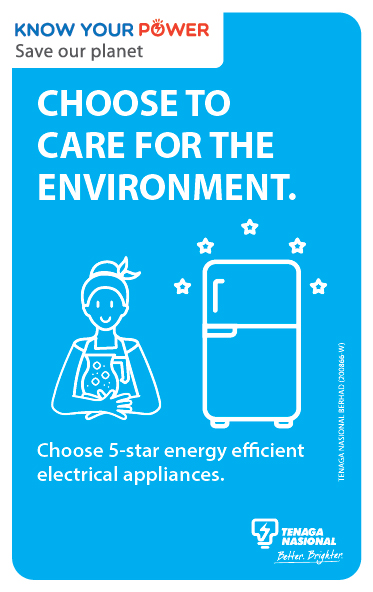 KNOW YOUR POWER
Save our planet
CHOOSE TO
CARE FOR THE
ENVIRONMENT.
TENAGA NASIONAL BERHAD (200866-W)
Choose 5-star energy efficient
electrical appliances.
TENAGA
NASIONAL
Better. Brighter.